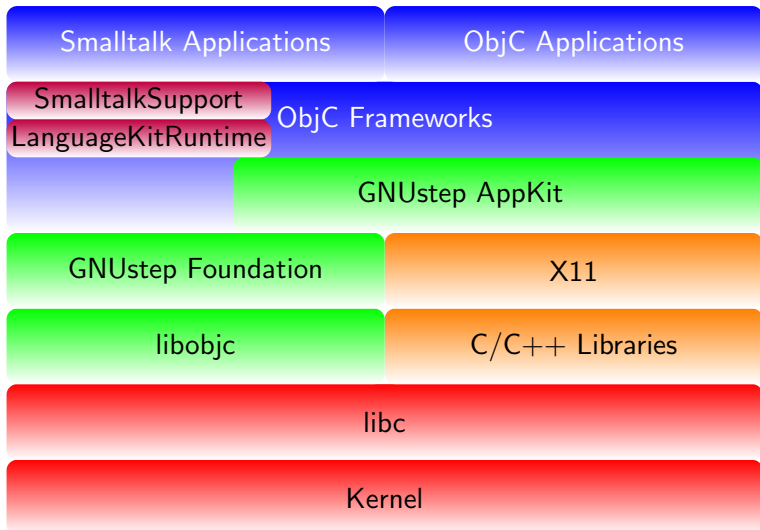 Smalltalk Applications
ObjC Applications
SmalltalkSupport
ObjC Frameworks
LanguageKitRuntime
GNUstep AppKit
GNUstep Foundation
X11
libobjc
C/C++ Libraries
libc
Kernel